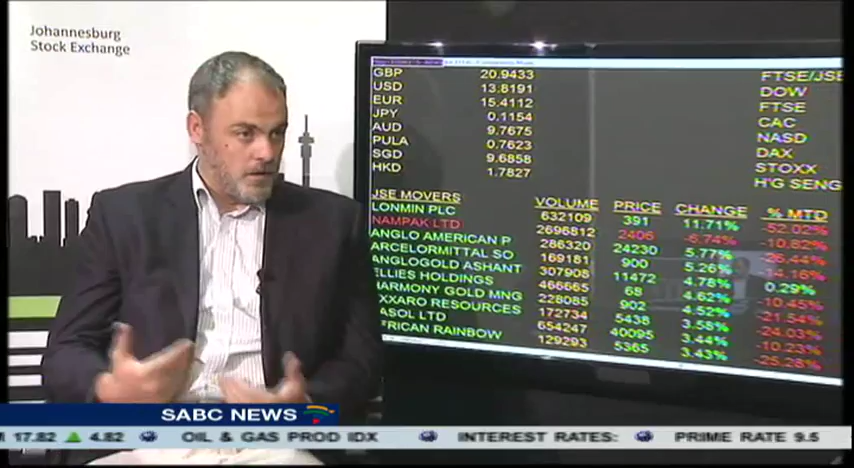 Johannesburg
Stock Exchange
GBP 20.9433 FTSE/JSE
USD 13.8191 DOW
EUR 15.4112 FTSE
JPY 0.1154 CAC
AUD 9.7675 NASD
PULA 0.7623 DAX
SGD 9.6858 STOXX
HKD 1.7827 H'G SENG
JSE MOVERS VOLUME PRICE CHANGE % MTD
LONMIN PLC 632109 391 11.71% -52.02%
NAMPAK LTD 2696812 2406 -6.74% -10.82%
ANGLO AMERICAN P 286320 24230 5.77% -26.44%
ARCELORMITTAL SO 169181 900 5.26% -14.16%
ANGLOGOLD ASHANT 307908 11472 4.78% 0.29%
ELLIES HOLDINGS 466665 68 4.62% -10.45%
HARMONY GOLD MNG 228085 902 4.52% -21.54%
EXXARO RESOURCES 172734 5438 3.58% -24.03%
SASOL LTD 654247 40095 3.44% -10.23%
AFRICAN RAINBOW 129293 5365 3.43% -25.28%
SABC NEWS
M 17.82 4.82 OIL & GAS PROD IDX INTEREST RATES: PRIME RATE 9.5